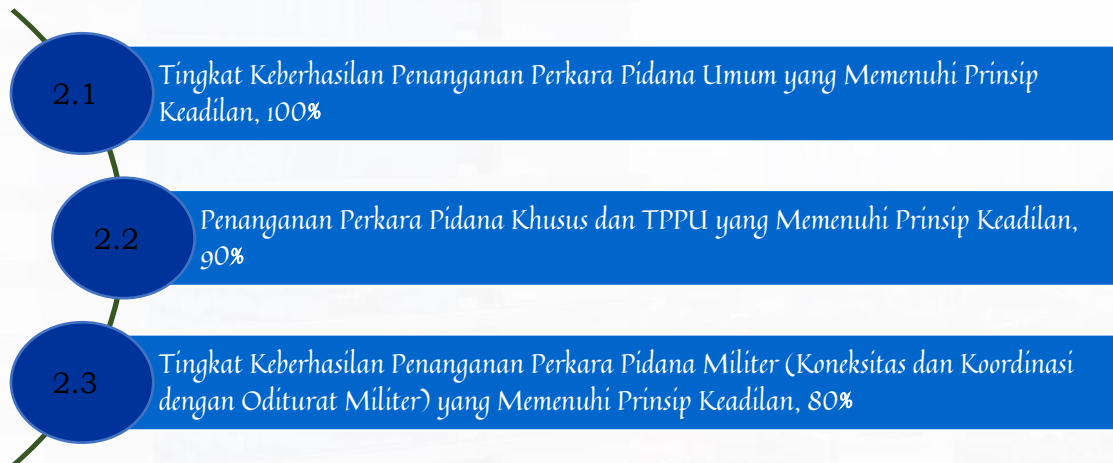 2.1
Tingkat Keberhasilan Penanganan Perkara Pidana Umum yang Memenuhi Prinsip
Keadilan, 100%
2.2
Penanganan Perkara Pidana Khusus dan TPPU yang Memenuhi Prinsip Keadilan,
90%
2.3
Tingkat Keberhasilan Penanganan Perkara Pidana Militer (Koneksitas dan Koordinasi
dengan Oditurat Militer) yang Memenuhi Prinsip Keadilan, 80%